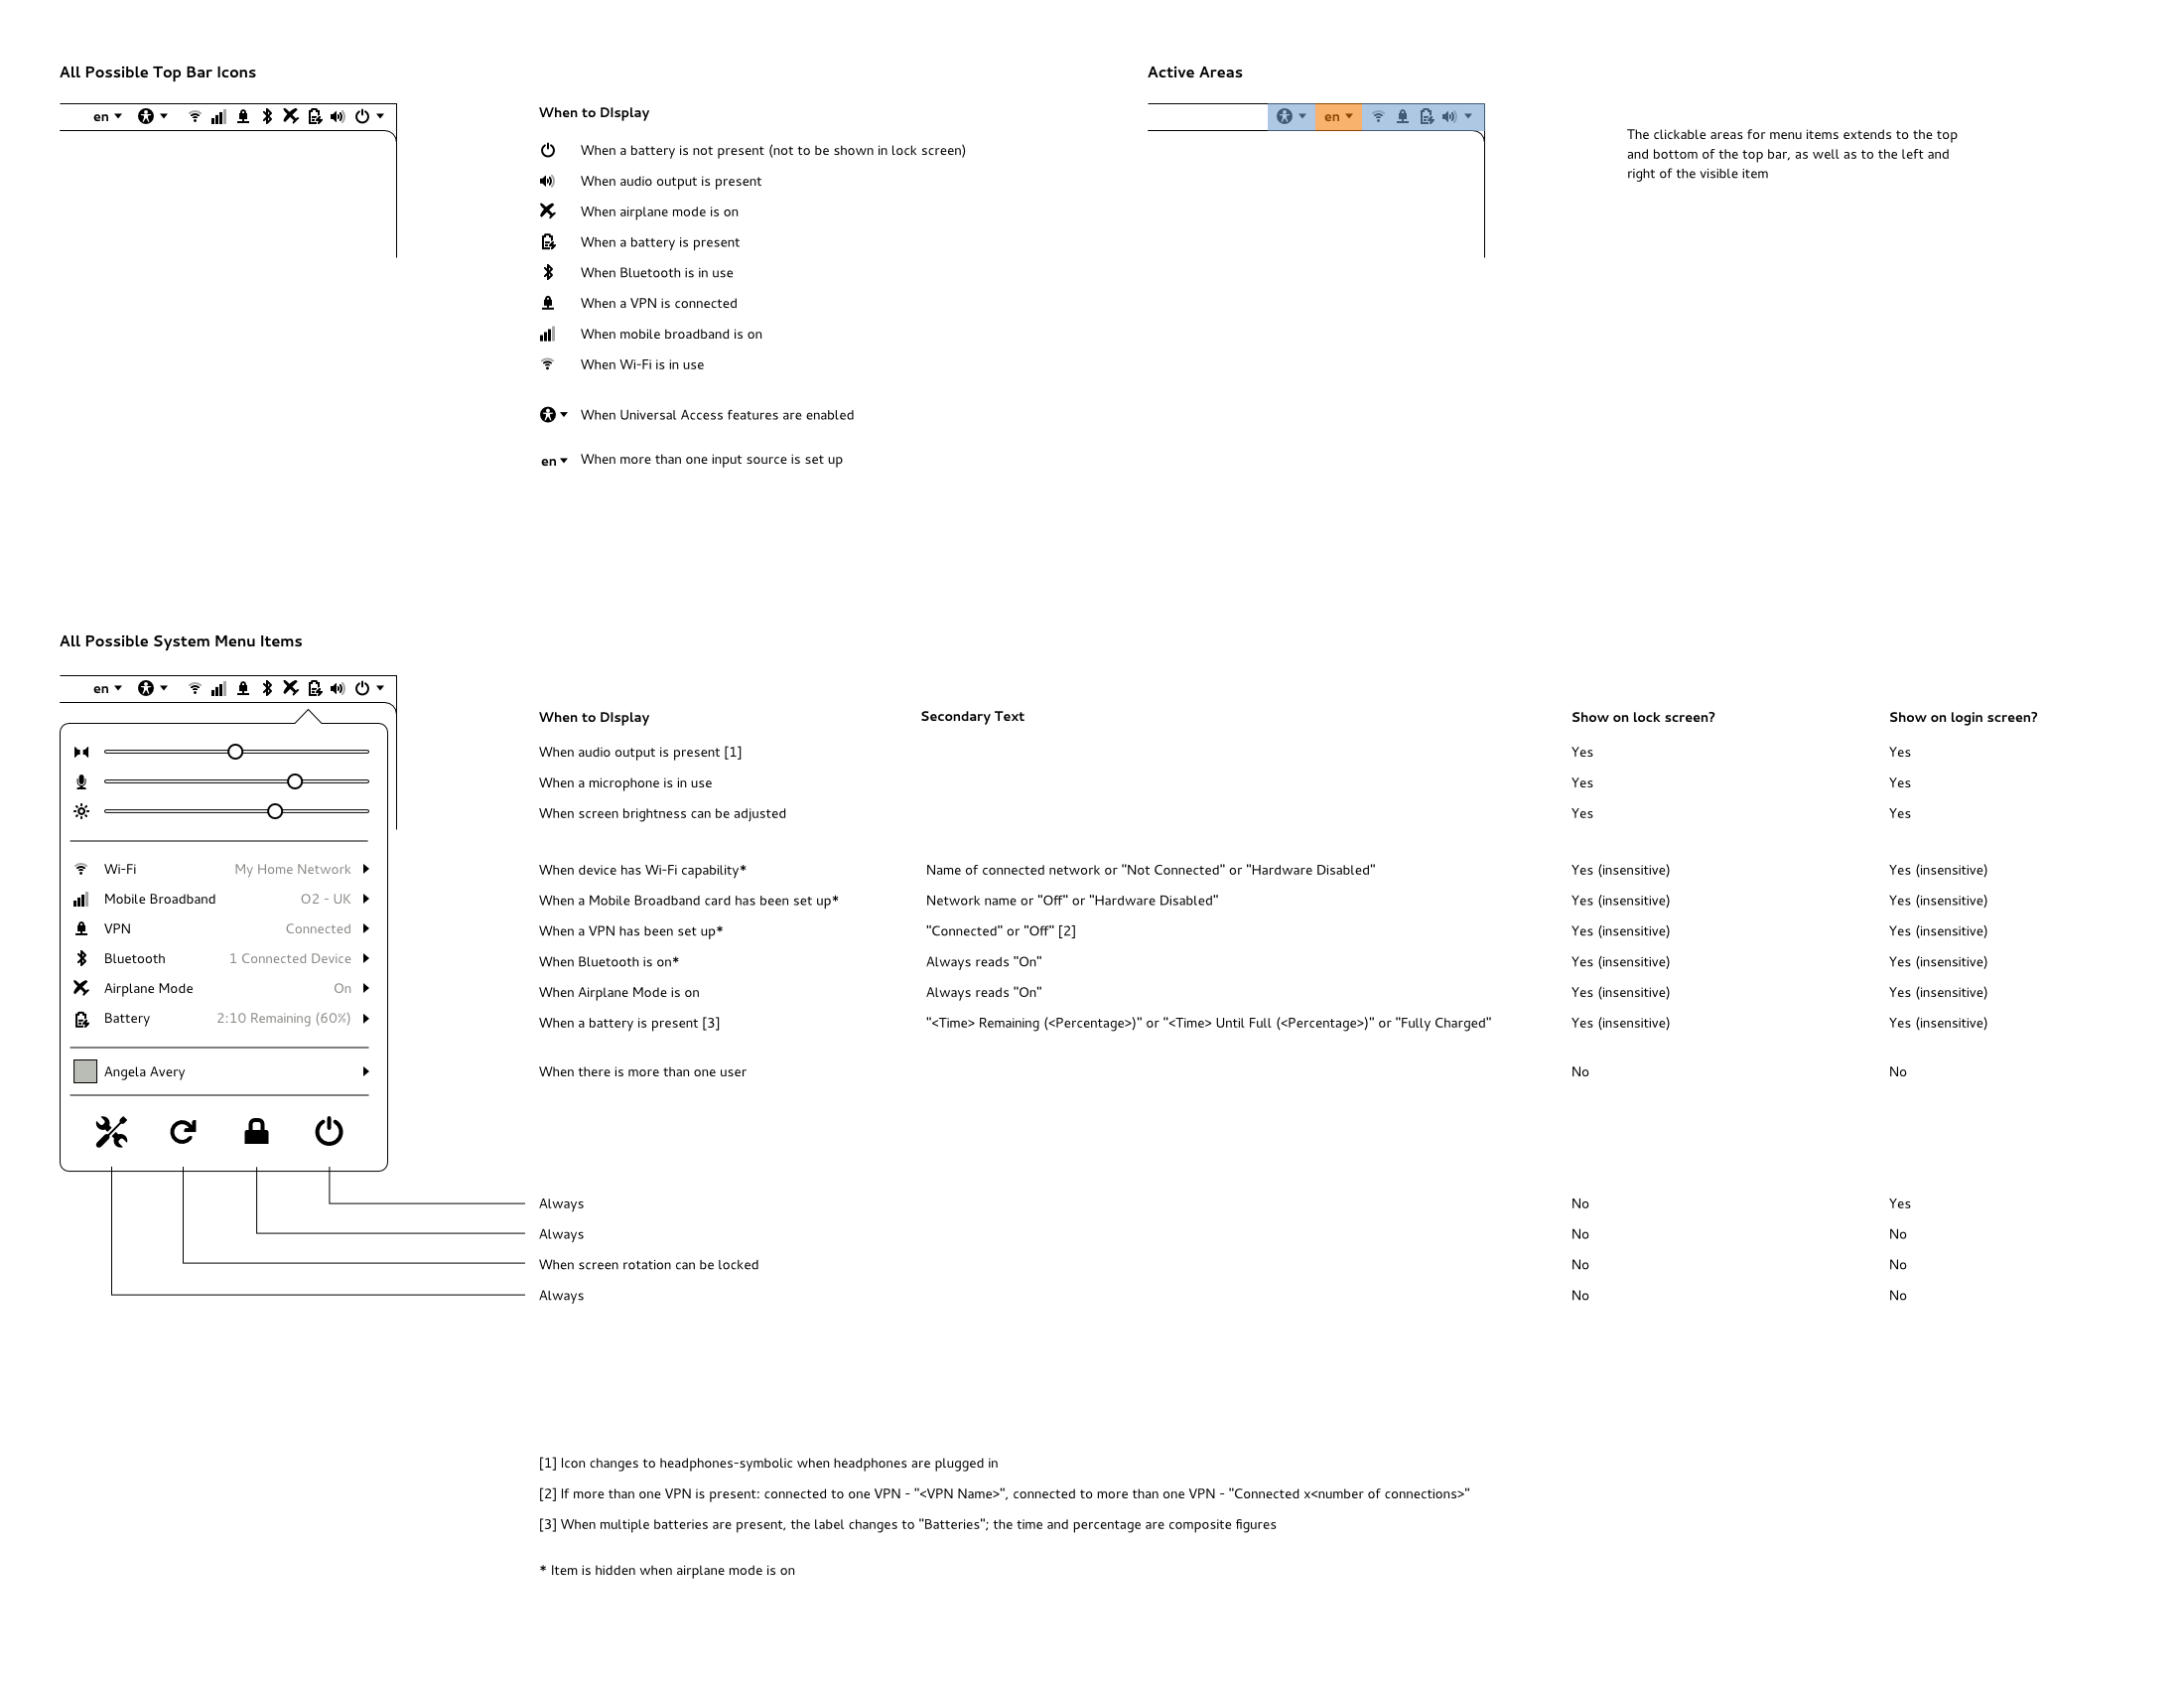 All Possible Top Bar Icons
en
When to DIsplay
When a battery is not present (not to be shown in lock screen)
When audio output is present
When airplane mode is on
When a battery is present
When Bluetooth is in use
When a VPN is connected
When mobile broadband is on
When Wi-Fi is in use
When Universal Access features are enabled
en When more than one input source is set up
Active Areas
en
The clickable areas for menu items extends to the top
and bottom of the top bar, as well as to the left and
right of the visible item
All Possible System Menu Items
en
Wi-Fi My Home Network
Mobile Broadband O2 - UK
VPN Connected
Bluetooth 1 Connected Device
Airplane Mode On
Battery 2:10 Remaining (60%)
Angela Avery
When to DIsplay Secondary Text Show on lock screen? Show on login screen?
When audio output is present [1] Yes Yes
When a microphone is in use Yes Yes
When screen brightness can be adjusted Yes Yes
When device has Wi-Fi capability* Name of connected network or "Not Connected" or "Hardware Disabled" Yes (insensitive) Yes (insensitive)
When a Mobile Broadband card has been set up* Network name or "Off" or "Hardware Disabled" Yes (insensitive) Yes (insensitive)
When a VPN has been set up* "Connected" or "Off" [2] Yes (insensitive) Yes (insensitive)
When Bluetooth is on* Always reads "On" Yes (insensitive) Yes (insensitive)
When Airplane Mode is on Always reads "On" Yes (insensitive) Yes (insensitive)
When a battery is present [3] "<Time> Remaining (<Percentage>)" or "<Time> Until Full (<Percentage>)" or "Fully Charged" Yes (insensitive) Yes (insensitive)
When there is more than one user No No
Always No Yes
Always No No
When screen rotation can be locked No No
Always No No
[1] Icon changes to headphones-symbolic when headphones are plugged in
[2] If more than one VPN is present: connected to one VPN - "<VPN Name>", connected to more than one VPN - "Connected x<number of connections>"
[3] When multiple batteries are present, the label changes to "Batteries"; the time and percentage are composite figures
* Item is hidden when airplane mode is on